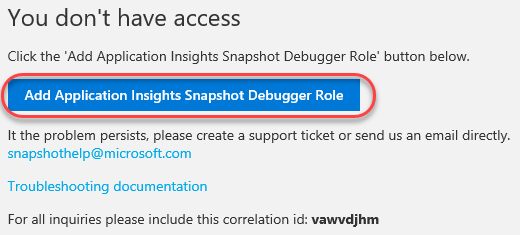 You don't have access
Click the 'Add Application Insights Snapshot Debugger Role' button below.
Add Application Insights Snapshot Debugger Role
It the problem persists, please create a support ticket or send us an email directly.
snapshothelp@microsoft.com
Troubleshooting documentation
For all inquiries please include this correlation id: vawvdjhm